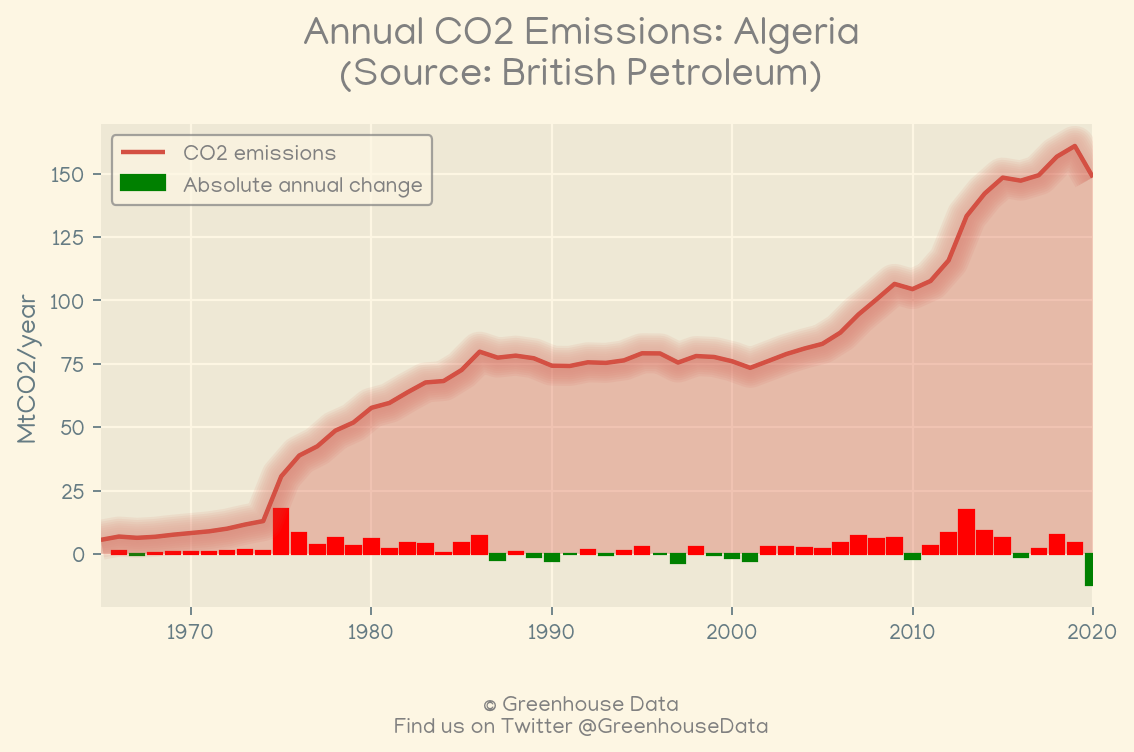 Annual CO2 Emissions: Algeria
(Source: British Petroleum)
CO2 emissions
Absolute annual change
MtCO2/year
150
125
100
75
50
25
0
1970 1980 1990 2000 2010 2020
© Greenhouse Data
Find us on Twitter @GreenhouseData